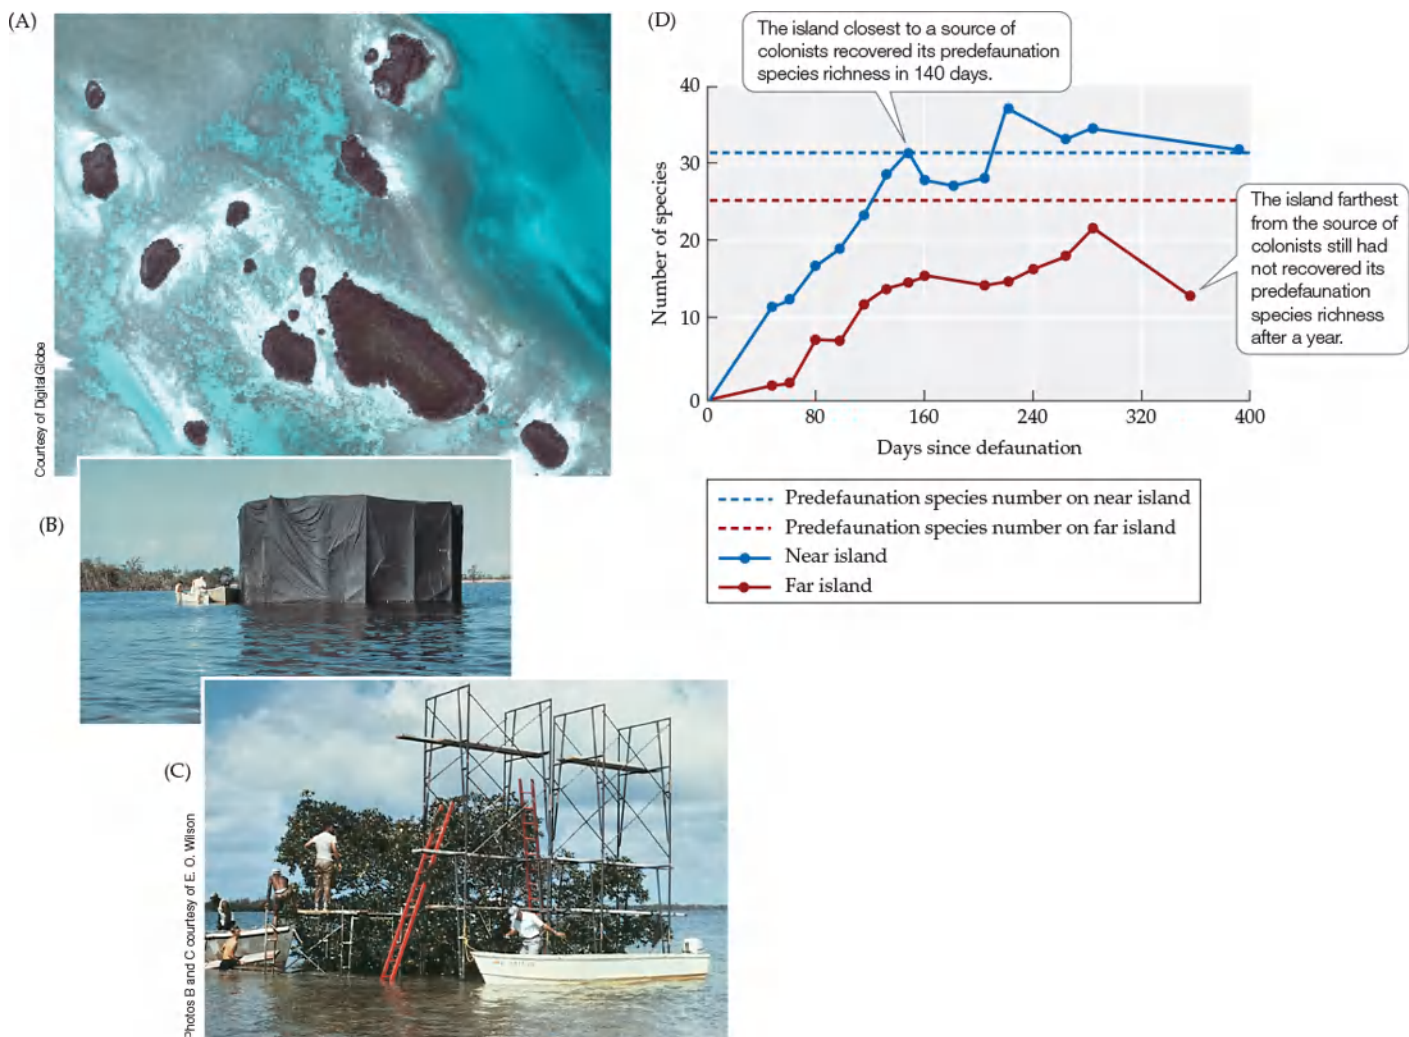 (A)
Courtesy of DigitalGlobe
(B)
(C)
Photos B and C courtesy of E. O. Wilson
(D)
The island closest to a source of
colonists recovered its predefaunation
species richness in 140 days.
40
30
20
10
0
Number of species
0 80 160 240 320 400
Days since defaunation
The island farthest
from the source of
colonists still had
not recovered its
predefaunation
species richness
after a year.
Predefaunation species number on near island
Predefaunation species number on far island
Near island
Far island